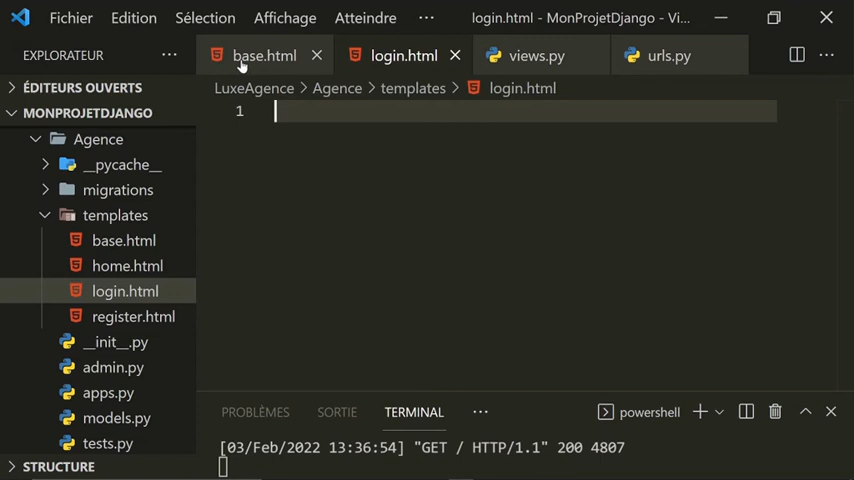 Fichier Edition Sélection Affichage Atteindre ··· login.html - MonProjetDjango - Vi...
EXPLORATEUR ···
base.html login.html views.py urls.py ···
ÉDITEURS OUVERTS
LuxeAgence > Agence > templates > login.html
MONPROJETDJANGO
1
Agence
__pycache__
migrations
templates
base.html
home.html
login.html
register.html
__init__.py
admin.py
apps.py
models.py
tests.py
STRUCTURE
PROBLÈMES SORTIE TERMINAL ··· powershell
[03/Feb/2022 13:36:54] "GET / HTTP/1.1" 200 4807